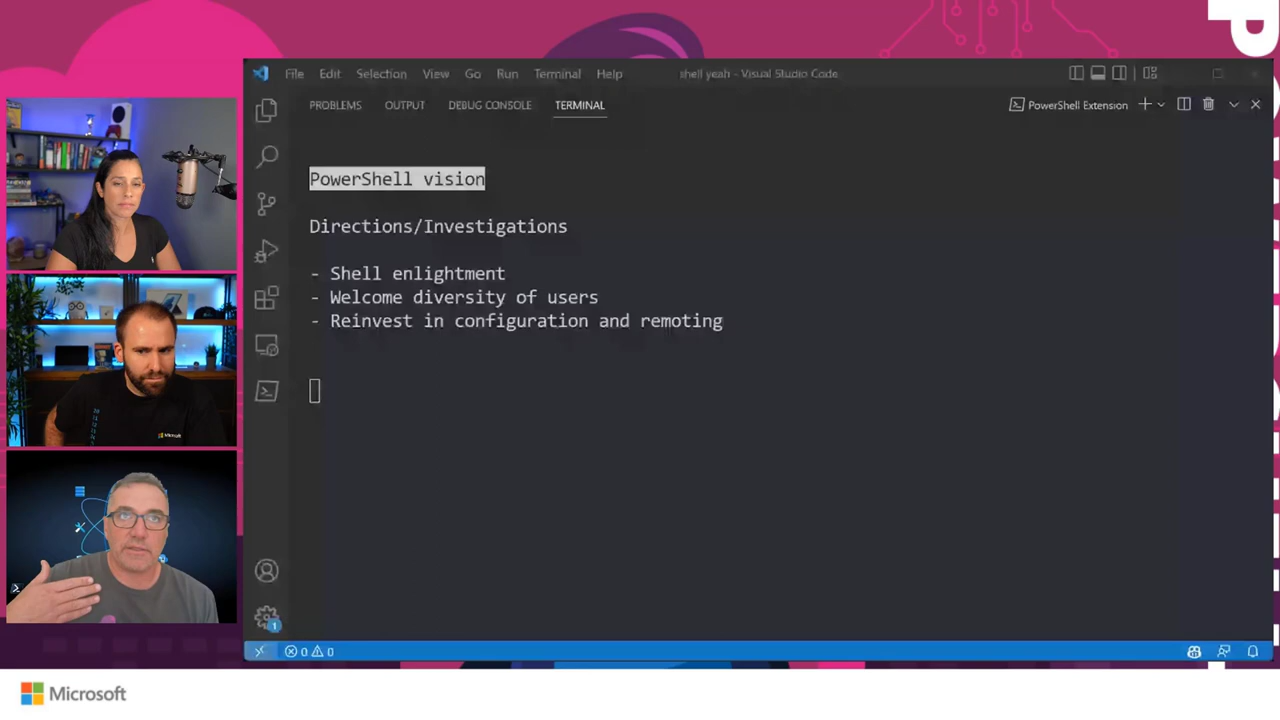 P
File Edit Selection View Go Run Terminal Help shell yeah - Visual Studio Code
PROBLEMS OUTPUT DEBUG CONSOLE TERMINAL PowerShell Extension
PowerShell vision
Directions/Investigations
- Shell enlightment
- Welcome diversity of users
- Reinvest in configuration and remoting
Microsoft
1
0 0
Microsoft